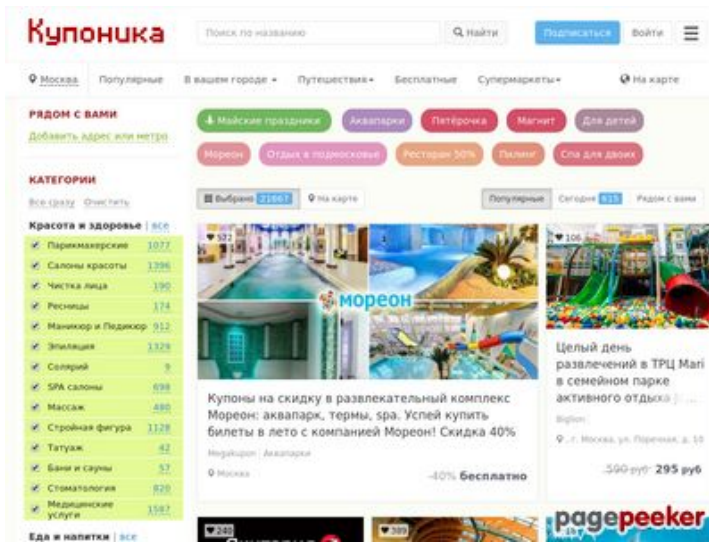 Купоника
Поиск по названию
Найти
Подписаться
Войти
Москва Популярные В вашем городе Путешествия Бесплатные Супермаркеты На карте
РЯДОМ С ВАМИ
Добавить адрес или метро
КАТЕГОРИИ
Все сразу Очистить
Красота и здоровье | все
Парикмахерские 1077
Салоны красоты 1396
Чистка лица 190
Ресницы 174
Маникюр и Педикюр 912
Эпиляция 1329
Солярий 9
SPA салоны 698
Массаж 480
Стройная фигура 1128
Татуаж 42
Бани и сауны 57
Стоматология 820
Медицинские
услуги 1587
Еда и напитки | все
Майские праздники Аквапарки Пятёрочка Магнит Для детей
Мореон Отдых в подмосковье Ресторан 50% Пилинг Спа для двоих
Выбрано 21667 На карте
Популярные Сегодня 615 Рядом с вами
522
мореон
Купоны на скидку в развлекательный комплекс
Мореон: аквапарк, термы, spa. Успей купить
билеты в лето с компанией Мореон! Скидка 40%
Megakupon Аквапарки
Москва
-40% бесплатно
106
Целый день
развлечений в ТРЦ Mari
в семейном парке
активного отдыха
Biglion
г. Москва, ул. Поречная, д. 10
590 руб 295 руб
240
389
pagepeeker